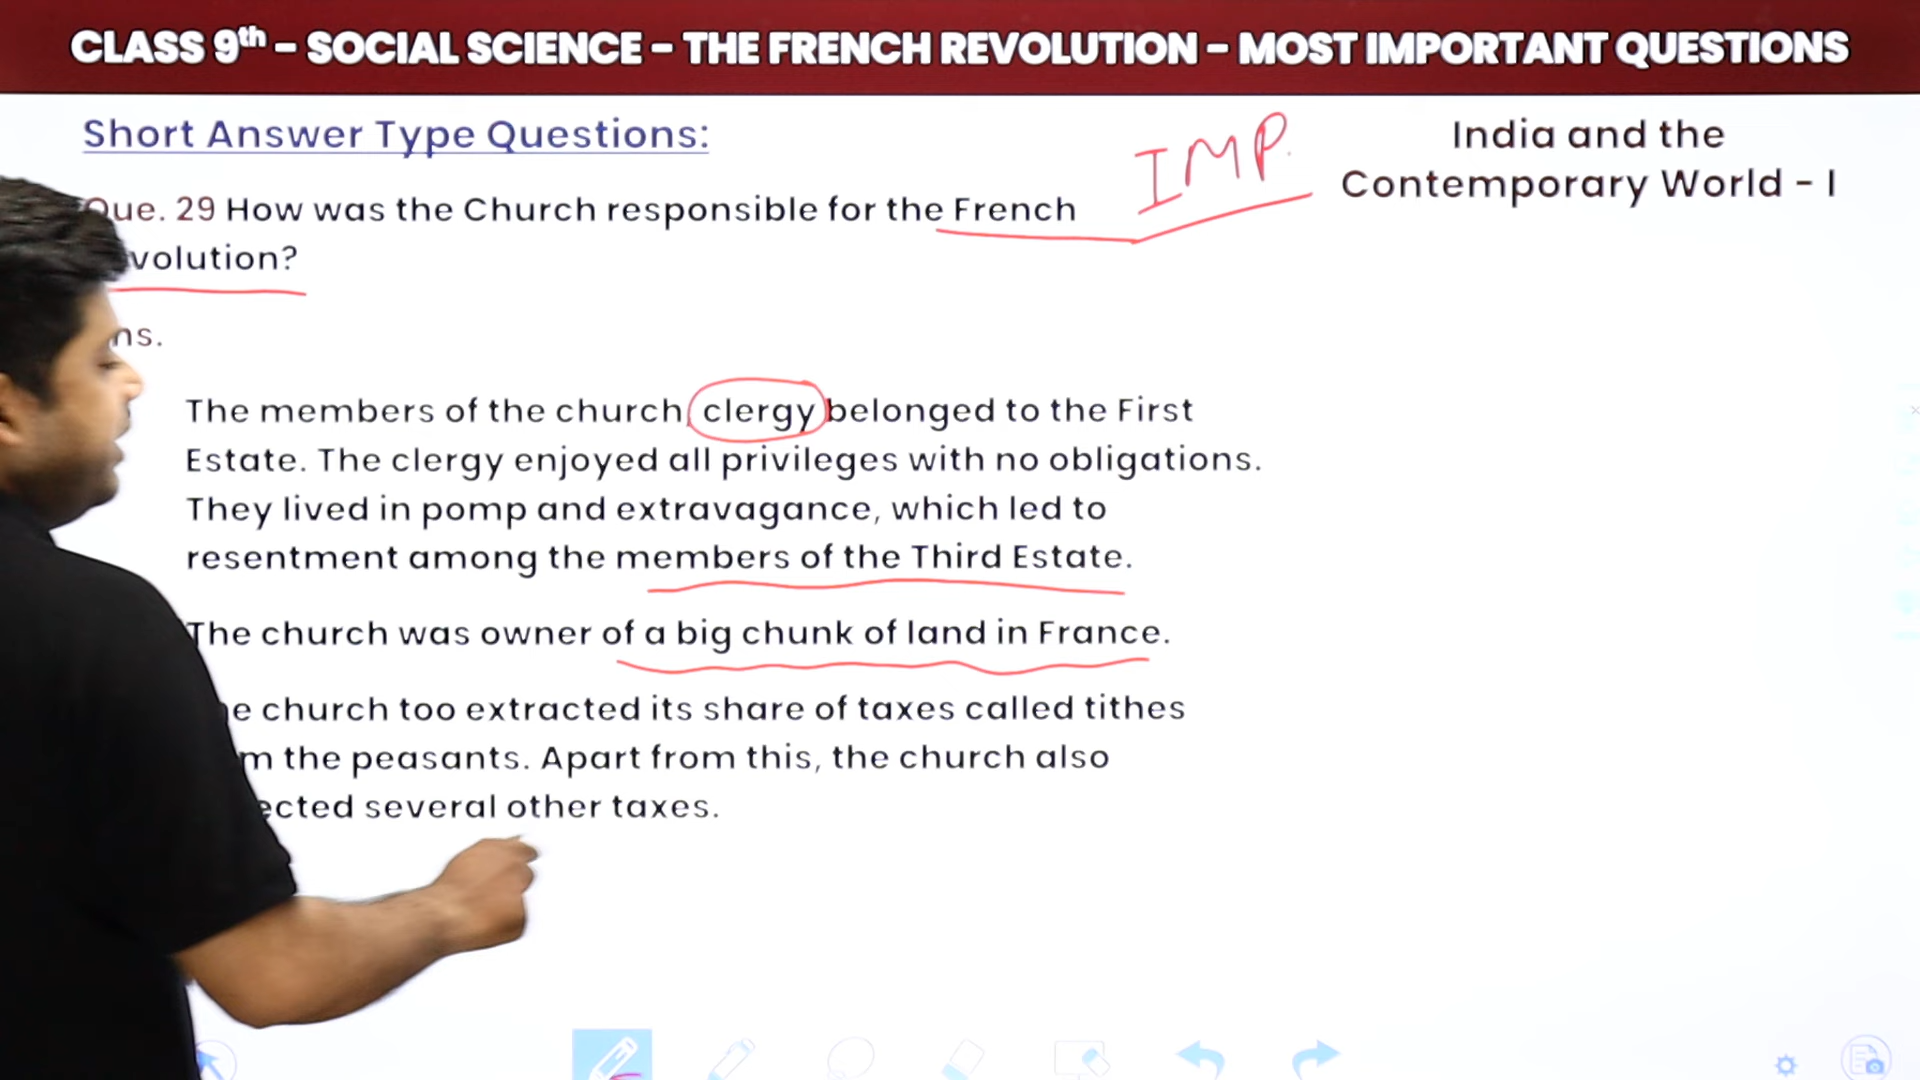 CLASS 9th - SOCIAL SCIENCE - THE FRENCH REVOLUTION - MOST IMPORTANT QUESTIONS
Short Answer Type Questions:
IMP.
India and the
Contemporary World - I
Que. 29 How was the Church responsible for the French
volution?
ns.
The members of the church, clergy belonged to the First
Estate. The clergy enjoyed all privileges with no obligations.
They lived in pomp and extravagance, which led to
resentment among the members of the Third Estate.
The church was owner of a big chunk of land in France.
e church too extracted its share of taxes called tithes
m the peasants. Apart from this, the church also
ected several other taxes.